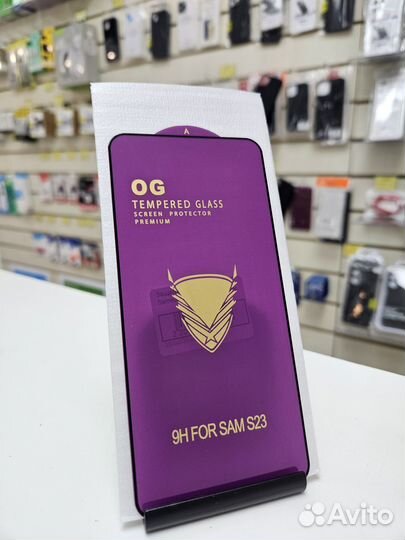 A
OG
TEMPERED GLASS
SCREEN PROTECTOR
PREMIUM
9H FOR SAM S23
Avito